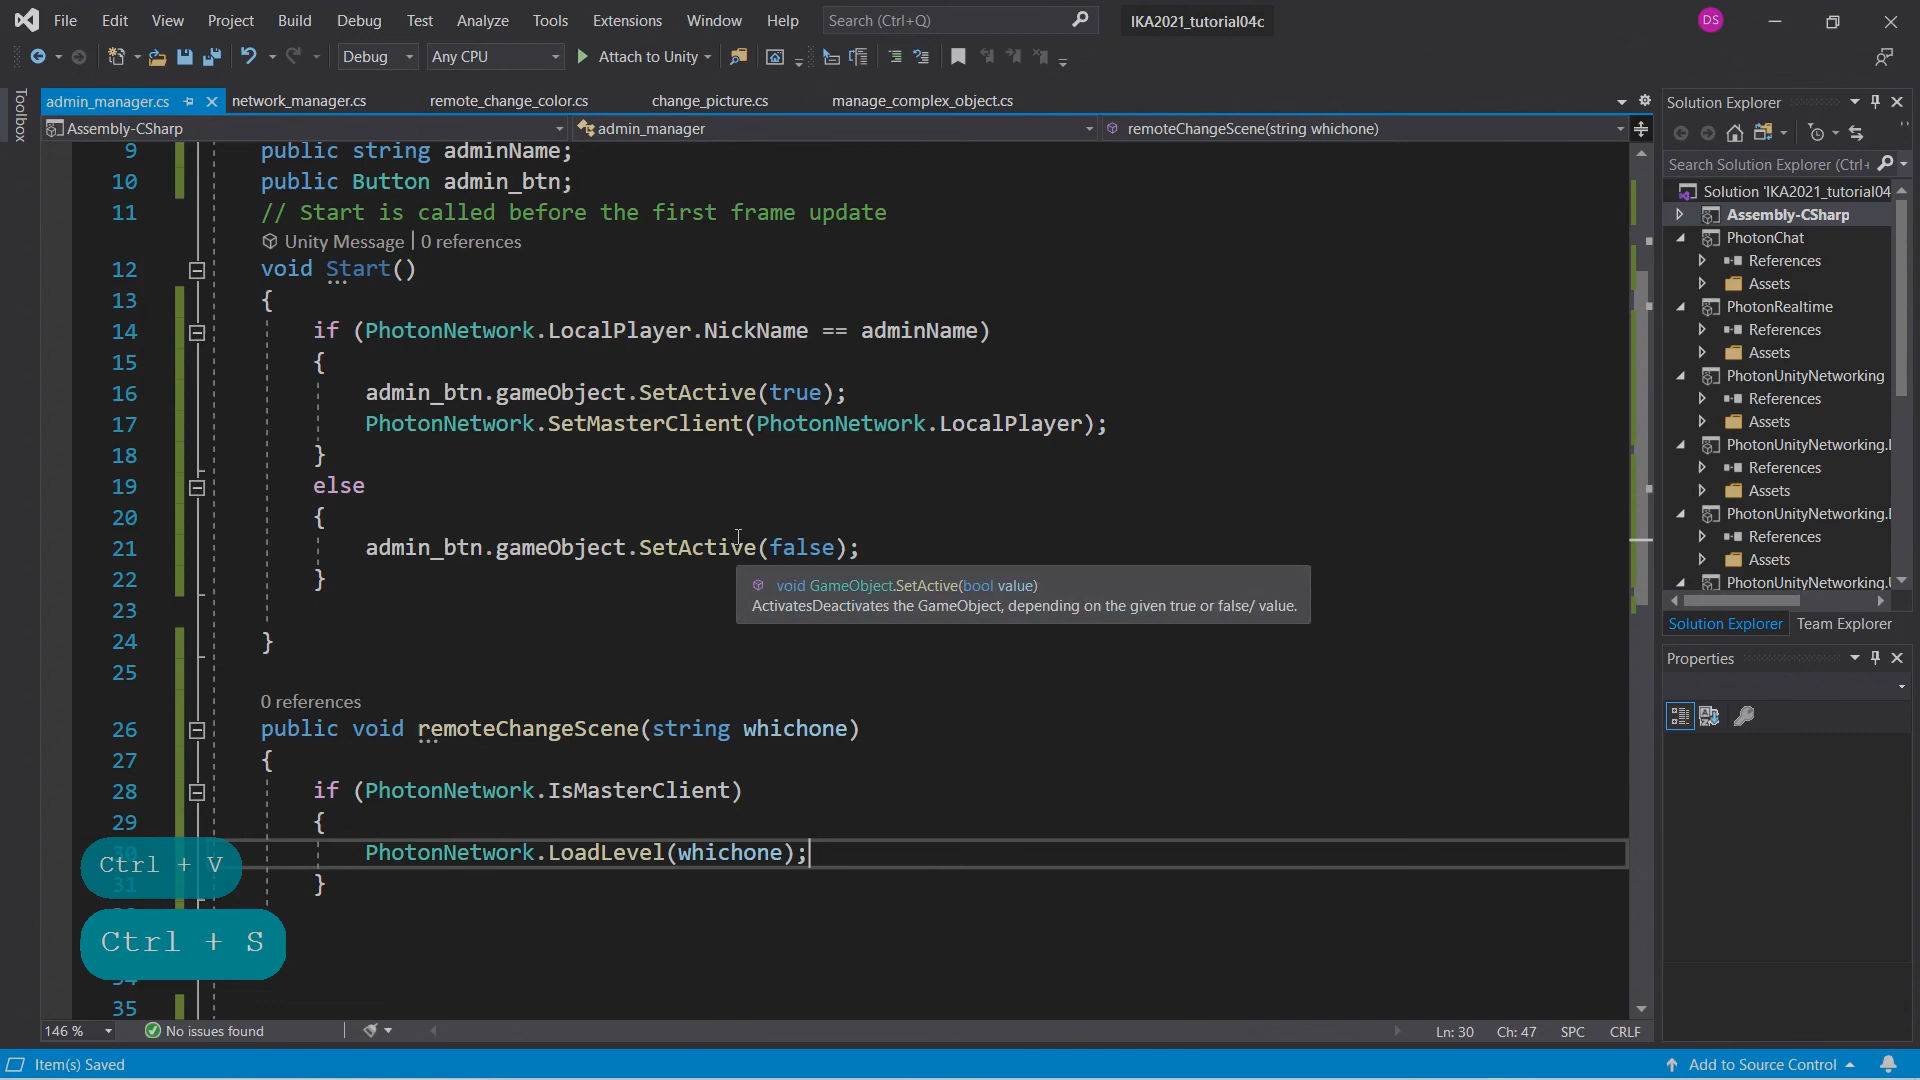 File Edit View Project Build Debug Test Analyze Tools Extensions Window Help Search (Ctrl+Q) IKA2021_tutorial04c DS
Debug Any CPU Attach to Unity
Toolbox
admin_manager.cs network_manager.cs remote_change_color.cs change_picture.cs manage_complex_object.cs
Assembly-CSharp admin_manager remoteChangeScene(string whichone)
9 public string adminName;
10 public Button admin_btn;
11 // Start is called before the first frame update
Unity Message | 0 references
12 void Start()
13 {
14 if (PhotonNetwork.LocalPlayer.NickName == adminName)
15 {
16 admin_btn.gameObject.SetActive(true);
17 PhotonNetwork.SetMasterClient(PhotonNetwork.LocalPlayer);
18 }
19 else
20 {
21 admin_btn.gameObject.SetActive(false);
22 }
void GameObject.SetActive(bool value)
ActivatesDeactivates the GameObject, depending on the given true or false/ value.
23
24 }
25
0 references
26 public void remoteChangeScene(string whichone)
27 {
28 if (PhotonNetwork.IsMasterClient)
29 {
PhotonNetwork.LoadLevel(whichone);
Ctrl + V
31 }
Ctrl + S
35
146 % No issues found Ln: 30 Ch: 47 SPC CRLF
Item(s) Saved Add to Source Control
Solution Explorer
Search Solution Explorer (Ctrl+
Solution 'IKA2021_tutorial04
Assembly-CSharp
PhotonChat
References
Assets
PhotonRealtime
References
Assets
PhotonUnityNetworking
References
Assets
PhotonUnityNetworking.
References
Assets
PhotonUnityNetworking.
References
Assets
PhotonUnityNetworking.
Solution Explorer Team Explorer
Properties